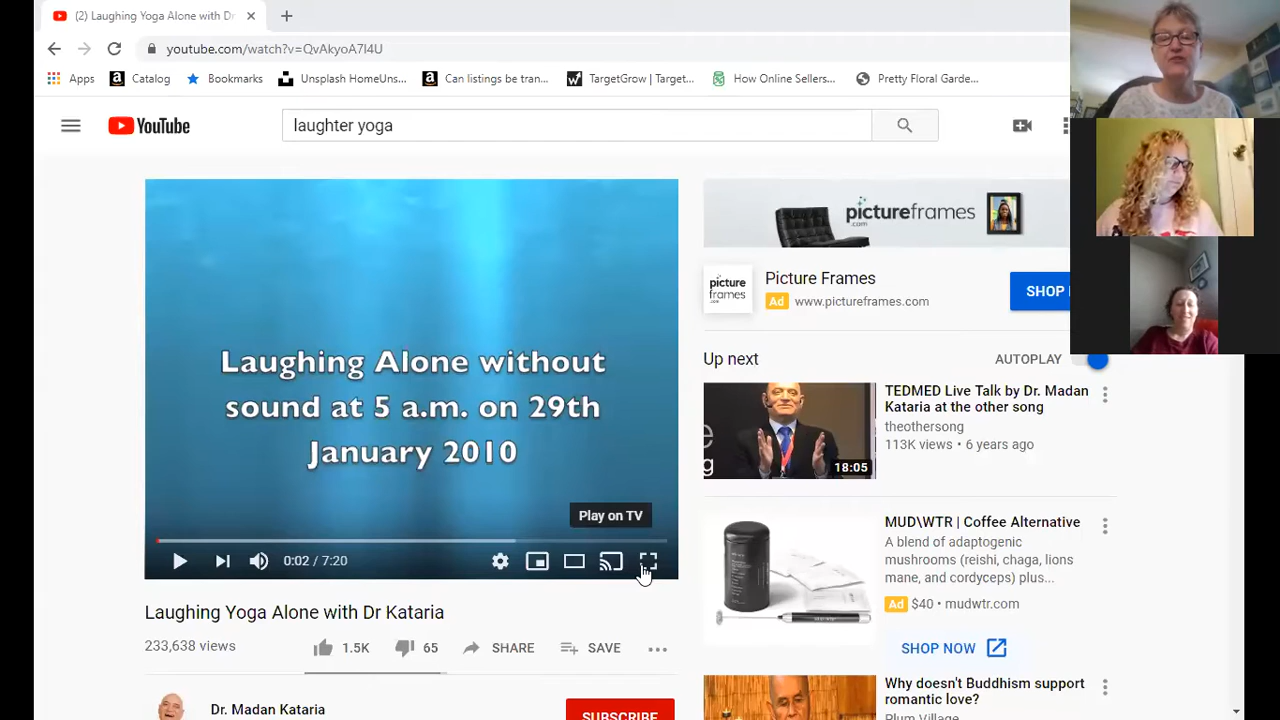 (2) Laughing Yoga Alone with Dr
youtube.com/watch?v=QvAkyoA7I4U
Apps
Catalog
Bookmarks
Unsplash HomeUns...
Can listings be tran...
TargetGrow | Target...
How Online Sellers...
Pretty Floral Garde...
YouTube
laughter yoga
Laughing Alone without
sound at 5 a.m. on 29th
January 2010
Play on TV
0:02 / 7:20
Laughing Yoga Alone with Dr Kataria
233,638 views
1.5K
65
SHARE
SAVE
Dr. Madan Kataria
SUBSCRIBE
pictureframes
.com
picture
frames
.com
Picture Frames
Ad www.pictureframes.com
SHOP
Up next
AUTOPLAY
18:05
TEDMED Live Talk by Dr. Madan
Kataria at the other song
theothersong
113K views • 6 years ago
MUD\WTR | Coffee Alternative
A blend of adaptogenic
mushrooms (reishi, chaga, lions
mane, and cordyceps) plus...
Ad $40 • mudwtr.com
SHOP NOW
Why doesn't Buddhism support
romantic love?
Plum Village